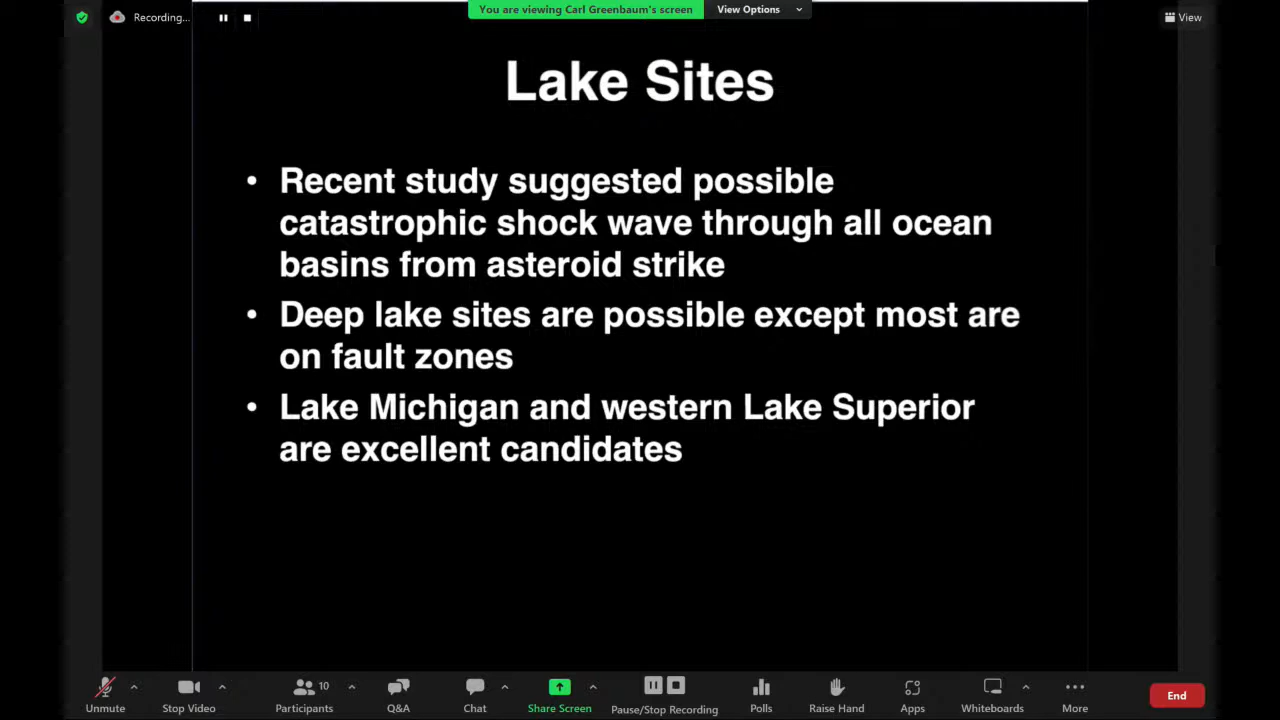 Recording...
You are viewing Carl Greenbaum's screen
View Options
View
Lake Sites
• Recent study suggested possible
catastrophic shock wave through all ocean
basins from asteroid strike
• Deep lake sites are possible except most are
on fault zones
• Lake Michigan and western Lake Superior
are excellent candidates
Unmute
Stop Video
10
Participants
Q&A
Chat
Share Screen
Pause/Stop Recording
Polls
Raise Hand
Apps
Whiteboards
More
End